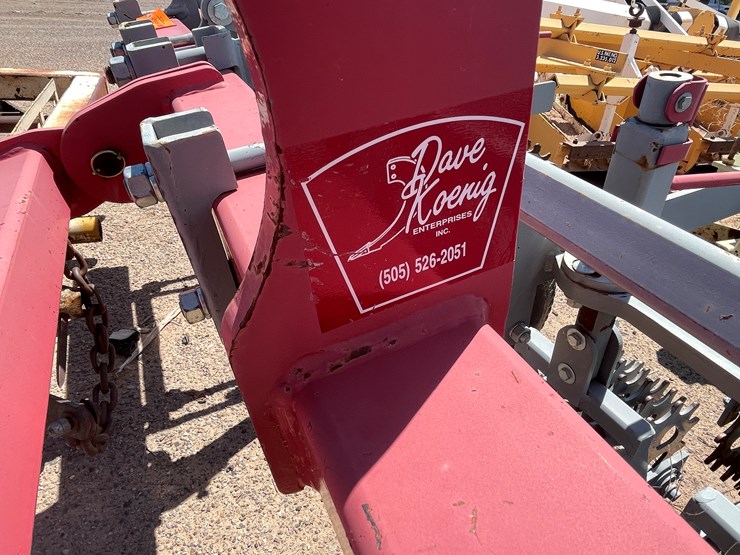 Dave
Koenig
ENTERPRISES
INC.
(505) 526-2051